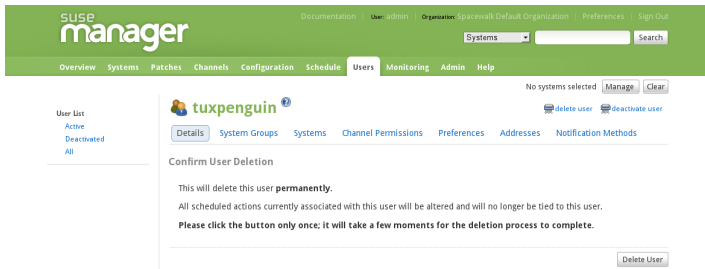 suse
manager
Documentation | User: admin | Organization: Spacewalk Default Organization | Preferences | Sign Out
Systems Search
Overview Systems Patches Channels Configuration Schedule Users Monitoring Admin Help
No systems selected Manage Clear
tuxpenguin ? delete user deactivate user
User List
Active
Deactivated
All
Details System Groups Systems Channel Permissions Preferences Addresses Notification Methods
Confirm User Deletion
This will delete this user permanently.
All scheduled actions currently associated with this user will be altered and will no longer be tied to this user.
Please click the button only once; it will take a few moments for the deletion process to complete.
Delete User